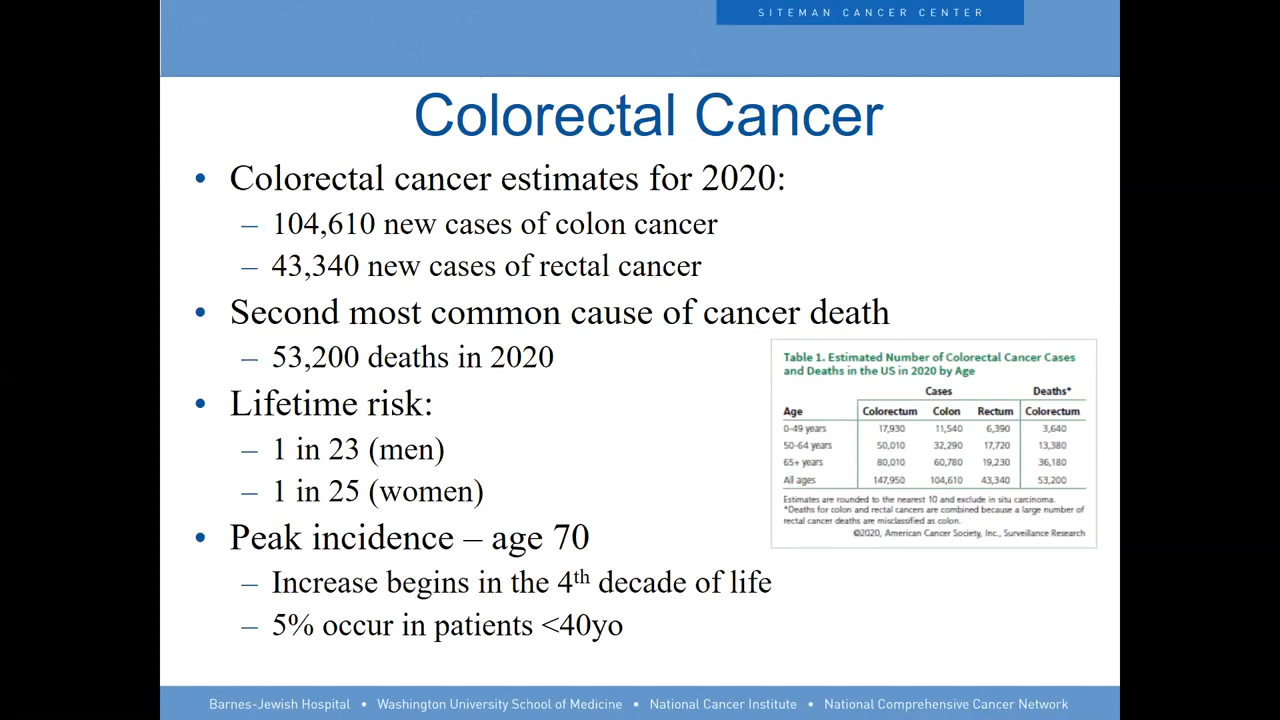 SITEMAN CANCER CENTER
Colorectal Cancer
• Colorectal cancer estimates for 2020:
– 104,610 new cases of colon cancer
– 43,340 new cases of rectal cancer
• Second most common cause of cancer death
– 53,200 deaths in 2020
• Lifetime risk:
– 1 in 23 (men)
– 1 in 25 (women)
• Peak incidence – age 70
– Increase begins in the 4th decade of life
– 5% occur in patients <40yo
Table 1. Estimated Number of Colorectal Cancer Cases
and Deaths in the US in 2020 by Age
Cases Deaths*
Age Colorectum Colon Rectum Colorectum
0-49 years 17,930 11,540 6,390 3,640
50-64 years 50,010 32,290 17,720 13,380
65+ years 80,010 60,780 19,230 36,180
All ages 147,950 104,610 43,340 53,200
Estimates are rounded to the nearest 10 and exclude in situ carcinoma.
*Deaths for colon and rectal cancers are combined because a large number of
rectal cancer deaths are misclassified as colon.
©2020, American Cancer Society, Inc., Surveillance Research
Barnes-Jewish Hospital • Washington University School of Medicine • National Cancer Institute • National Comprehensive Cancer Network